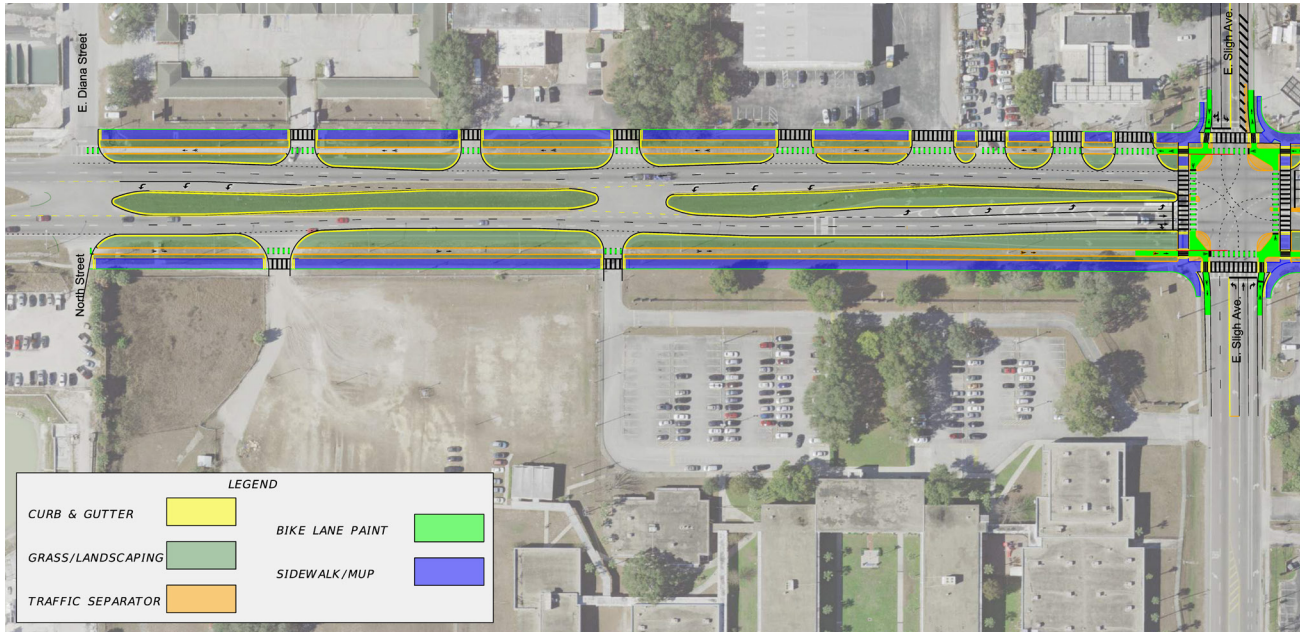 E. Diana Street
E. Sligh Ave.
North Street
E. Sligh Ave.
LEGEND
CURB & GUTTER
GRASS/LANDSCAPING
TRAFFIC SEPARATOR
BIKE LANE PAINT
SIDEWALK/MUP